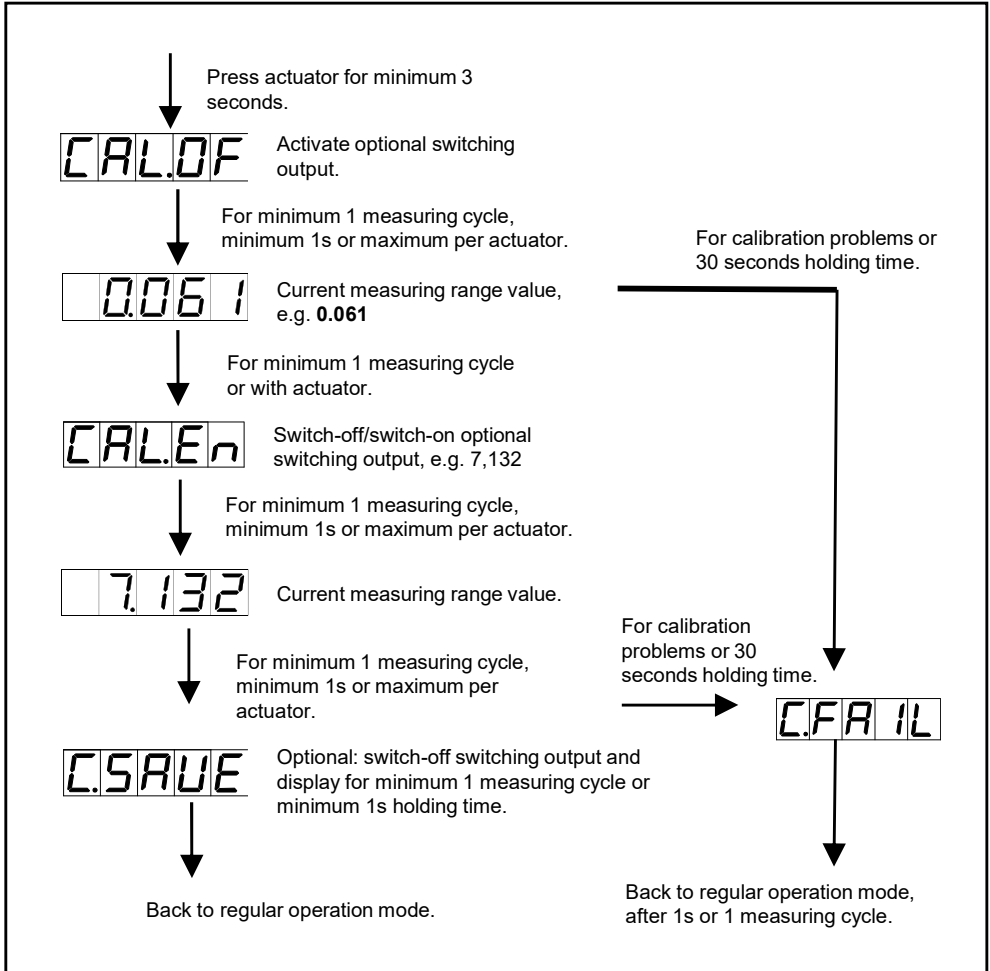 Press actuator for minimum 3
seconds.
CAL.OF
Activate optional switching
output.
For minimum 1 measuring cycle,
minimum 1s or maximum per actuator.
For calibration problems or
30 seconds holding time.
0.061
Current measuring range value,
e.g. 0.061
For minimum 1 measuring cycle
or with actuator.
CAL.En
Switch-off/switch-on optional
switching output, e.g. 7,132
For minimum 1 measuring cycle,
minimum 1s or maximum per actuator.
7.132
Current measuring range value.
For calibration
problems or 30
seconds holding time.
For minimum 1 measuring cycle,
minimum 1s or maximum per
actuator.
C.FAIL
C.SAVE
Optional: switch-off switching output and
display for minimum 1 measuring cycle or
minimum 1s holding time.
Back to regular operation mode.
Back to regular operation mode,
after 1s or 1 measuring cycle.